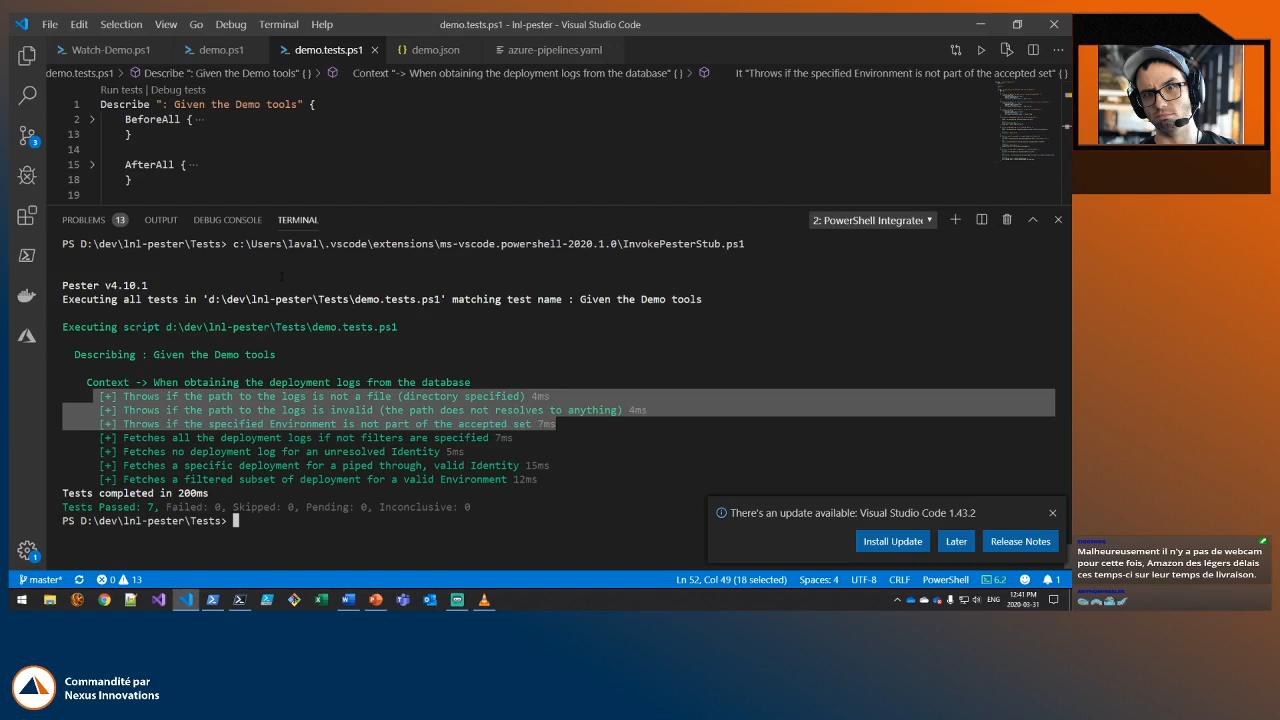 File Edit Selection View Go Debug Terminal Help
demo.tests.ps1 - lnl-pester - Visual Studio Code
Watch-Demo.ps1
demo.ps1
demo.tests.ps1
demo.json
azure-pipelines.yaml
demo.tests.ps1 > Describe ": Given the Demo tools" { } > Context "-> When obtaining the deployment logs from the database" { } > It "Throws if the specified Environment is not part of the accepted set" { }
Run tests | Debug tests
1 Describe ": Given the Demo tools" {
2 BeforeAll { ...
13 }
14
15 AfterAll { ...
18 }
19
PROBLEMS 13 OUTPUT DEBUG CONSOLE TERMINAL
2: PowerShell Integrate
PS D:\dev\lnl-pester\Tests> c:\Users\laval\.vscode\extensions\ms-vscode.powershell-2020.1.0\InvokePesterStub.ps1
Pester v4.10.1
Executing all tests in 'd:\dev\lnl-pester\Tests\demo.tests.ps1' matching test name : Given the Demo tools
Executing script d:\dev\lnl-pester\Tests\demo.tests.ps1
Describing : Given the Demo tools
Context -> When obtaining the deployment logs from the database
[+] Throws if the path to the logs is not a file (directory specified) 4ms
[+] Throws if the path to the logs is invalid (the path does not resolves to anything) 4ms
[+] Throws if the specified Environment is not part of the accepted set 7ms
[+] Fetches all the deployment logs if not filters are specified 7ms
[+] Fetches no deployment log for an unresolved Identity 5ms
[+] Fetches a specific deployment for a piped through, valid Identity 15ms
[+] Fetches a filtered subset of deployment for a valid Environment 12ms
Tests completed in 200ms
Tests Passed: 7, Failed: 0, Skipped: 0, Pending: 0, Inconclusive: 0
PS D:\dev\lnl-pester\Tests>
There's an update available: Visual Studio Code 1.43.2
Install Update
Later
Release Notes
master*
0
13
Ln 52, Col 49 (18 selected)
Spaces: 4
UTF-8
CRLF
PowerShell
6.2
1
3
1
ENG
12:41 PM
2020-03-31
Malheureusement il n'y a pas de webcam
pour cette fois, Amazon des légers délais
ces temps-ci sur leur temps de livraison.
Commandité par
Nexus Innovations